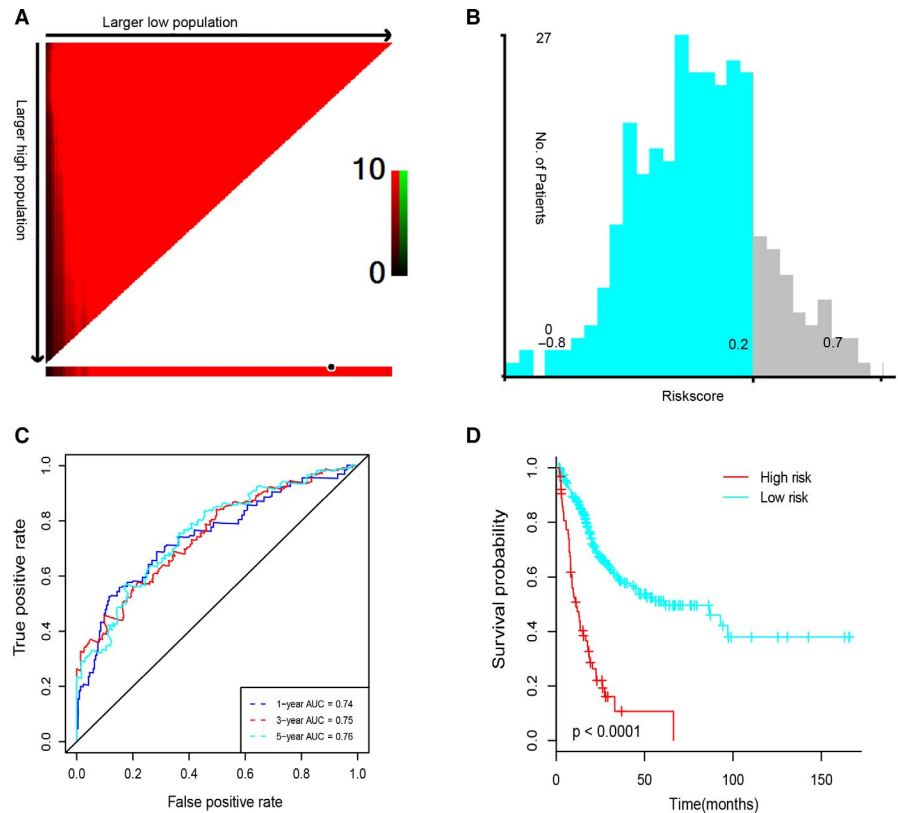 A
Larger low population
Larger high population
10
0
B
27
No. of Patients
0
−0.8
0.2
0.7
Riskscore
C
True positive rate
1.0
0.8
0.6
0.4
0.2
0.0
0.0 0.2 0.4 0.6 0.8 1.0
False positive rate
1−year AUC = 0.74
3−year AUC = 0.75
5−year AUC = 0.76
D
Survival probability
1.0
0.8
0.6
0.4
0.2
0.0
High risk
Low risk
p < 0.0001
0 50 100 150
Time(months)